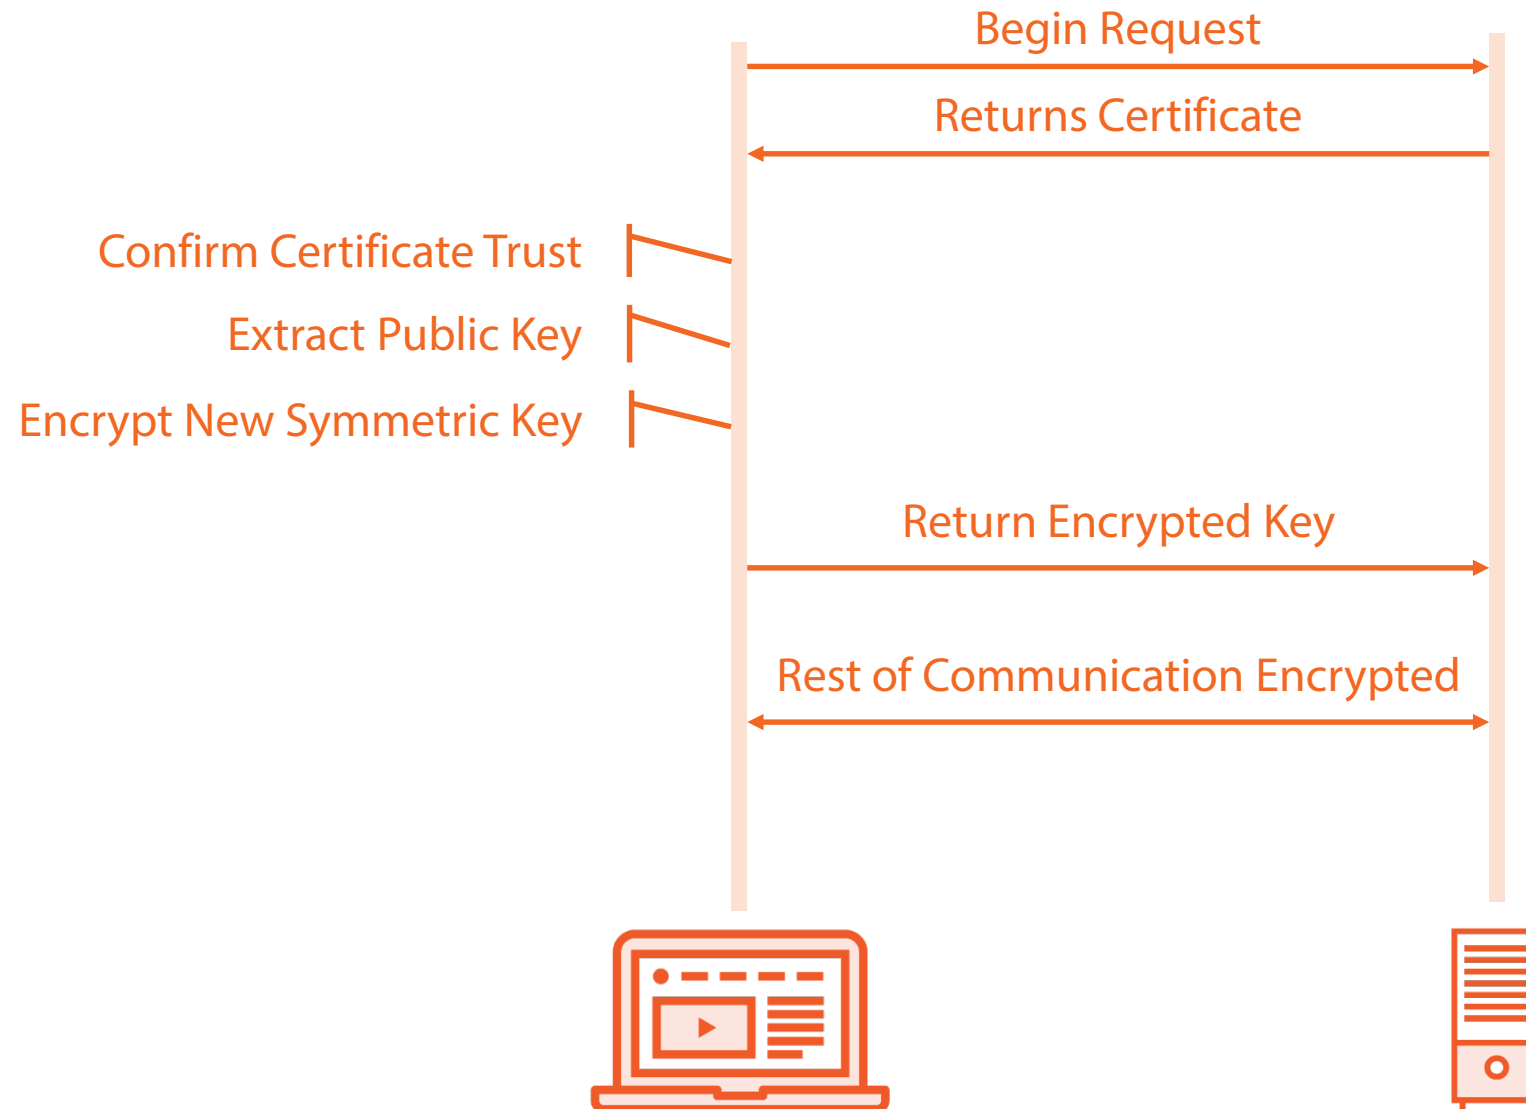 Begin Request
Returns Certificate
Confirm Certificate Trust
Extract Public Key
Encrypt New Symmetric Key
Return Encrypted Key
Rest of Communication Encrypted